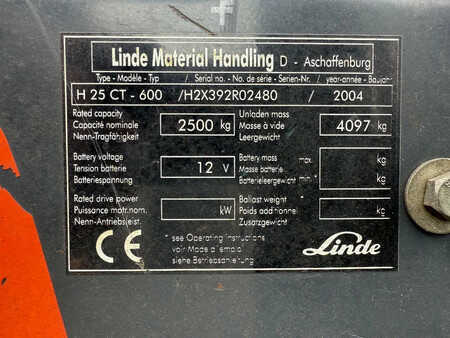 Linde Material Handling D - Aschaffenburg
Type - Modèle - Typ / Serial no. - No. de série - Serien-Nr. / year-année - Baujahr
H 25 CT - 600 /H2X392R02480 / 2004
Rated capacity
Capacité nominale 2500 kg
Nenn-Tragfähigkeit
Unladen mass
Masse à vide 4097 kg
Leergewicht
Battery voltage
Tension batterie 12 V
Batteriespannung
Battery mass max. kg
Masse batterie *
Batterieleergewicht min. kg
Rated drive power
Puissance motr.nom. kW
Nenn-Antriebsleist.
Ballast weight *
Poids additionnel kg
Zusatzgewicht
CE
* see Operating instructions
voir Mode d'emploi
siehe Betriebsanleitung
Linde